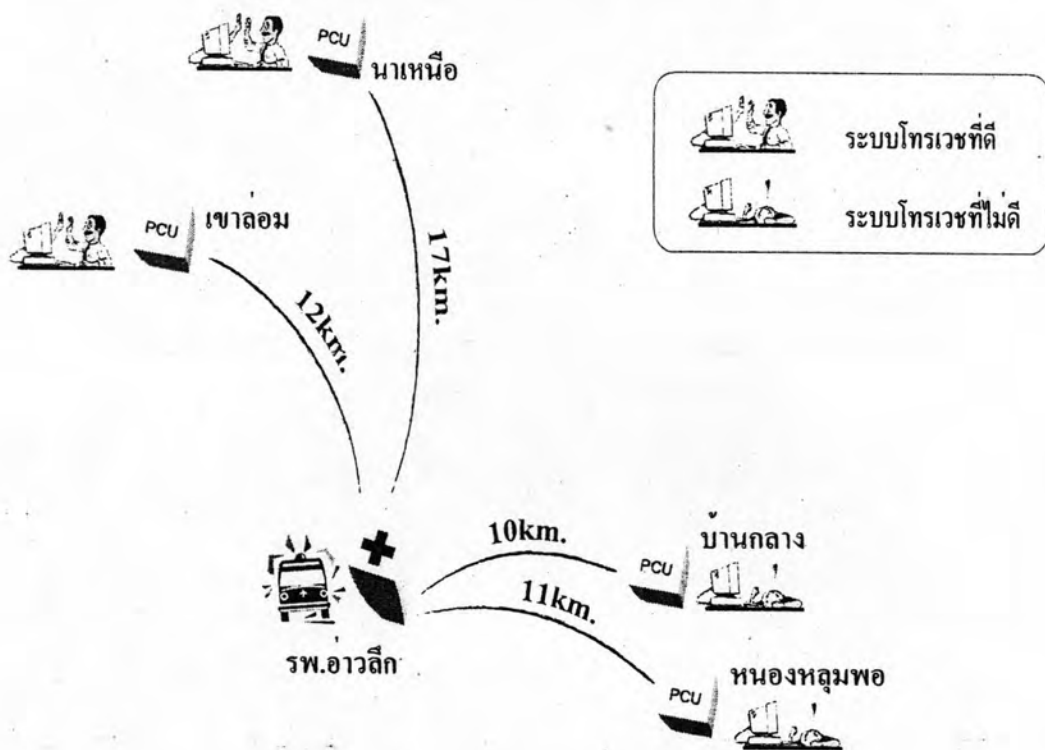 PCU
นาเหนือ
ระบบโทรเวชที่ดี
ระบบโทรเวชที่ไม่ดี
PCU
เขาล่อม
17km.
12km.
10km.
บ้านกลาง
PCU
11km.
รพ.อ่าวลึก
หนองหลุมพอ
PCU